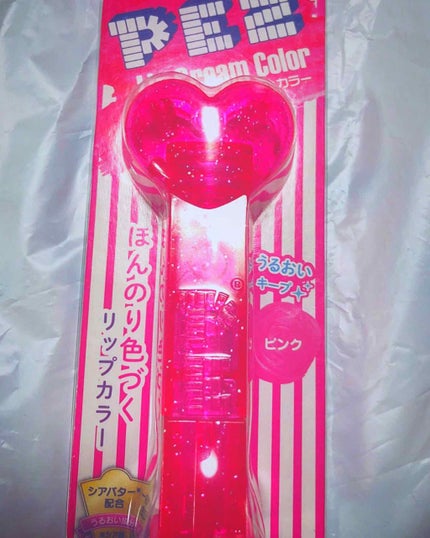 PEZ
Cream Color
カラー
ほんのり色づく
リップカラー
うるおい
キープ
ピンク
シアバター
配合